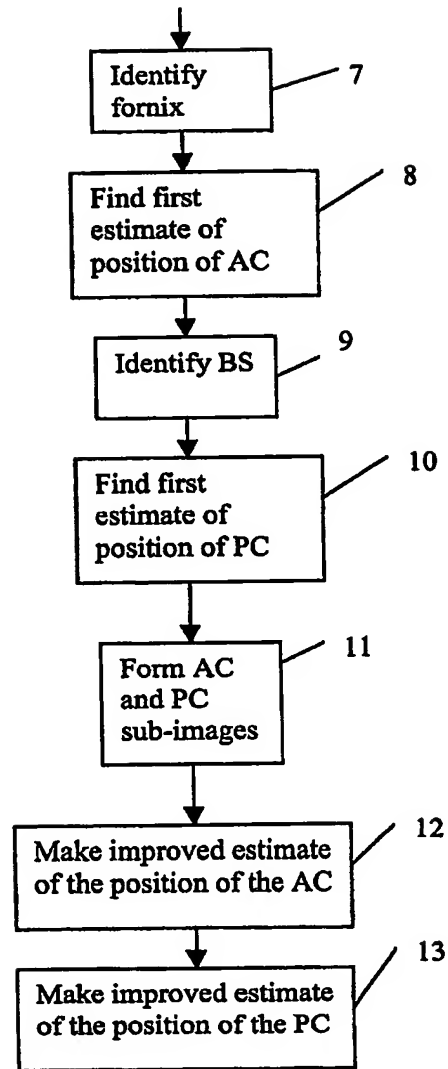 Identify
fornix
7
Find first
estimate of
position of AC
8
Identify BS
9
Find first
estimate of
position of PC
10
Form AC
and PC
sub-images
11
Make improved estimate
of the position of the AC
12
Make improved estimate
of the position of the PC
13